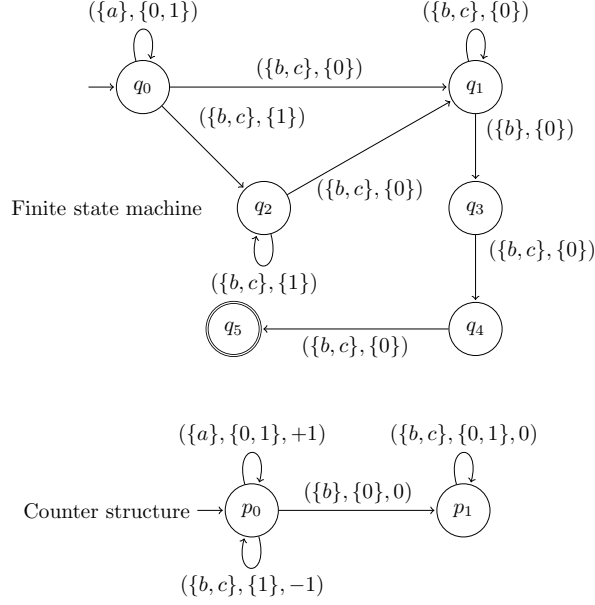 ({a}, {0, 1})
({b, c}, {0})
q0
({b, c}, {0})
q1
({b, c}, {1})
({b}, {0})
Finite state machine
q2
({b, c}, {0})
q3
({b, c}, {0})
({b, c}, {1})
q5
({b, c}, {0})
q4
({a}, {0, 1}, +1)
({b, c}, {0, 1}, 0)
Counter structure
p0
({b}, {0}, 0)
p1
({b, c}, {1}, −1)